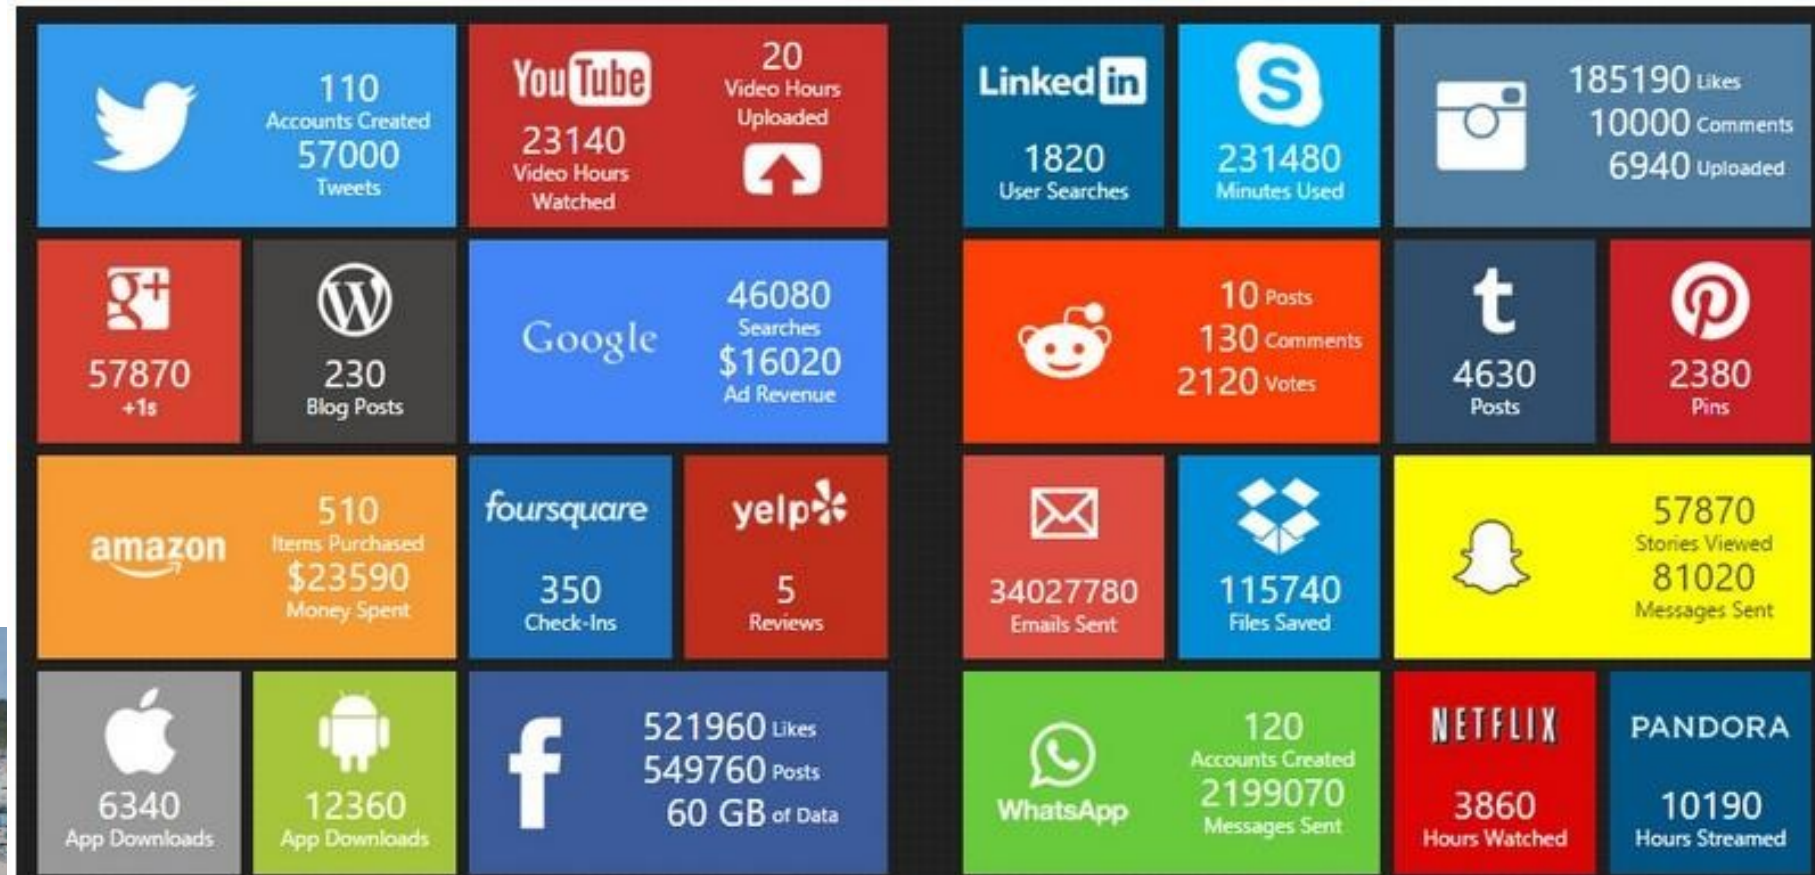 110
Accounts Created
57000
Tweets
YouTube
23140
Video Hours
Watched
20
Video Hours
Uploaded
Linked in
1820
User Searches
S
231480
Minutes Used
185190 Likes
10000 Comments
6940 Uploaded
g+
57870
+1s
W
230
Blog Posts
Google
46080
Searches
$16020
Ad Revenue
10 Posts
130 Comments
2120 Votes
t
4630
Posts
p
2380
Pins
amazon
510
Items Purchased
$23590
Money Spent
foursquare
350
Check-Ins
yelp
5
Reviews
34027780
Emails Sent
115740
Files Saved
57870
Stories Viewed
81020
Messages Sent
6340
App Downloads
12360
App Downloads
f
521960 Likes
549760 Posts
60 GB of Data
WhatsApp
120
Accounts Created
2199070
Messages Sent
NETFLIX
3860
Hours Watched
PANDORA
10190
Hours Streamed